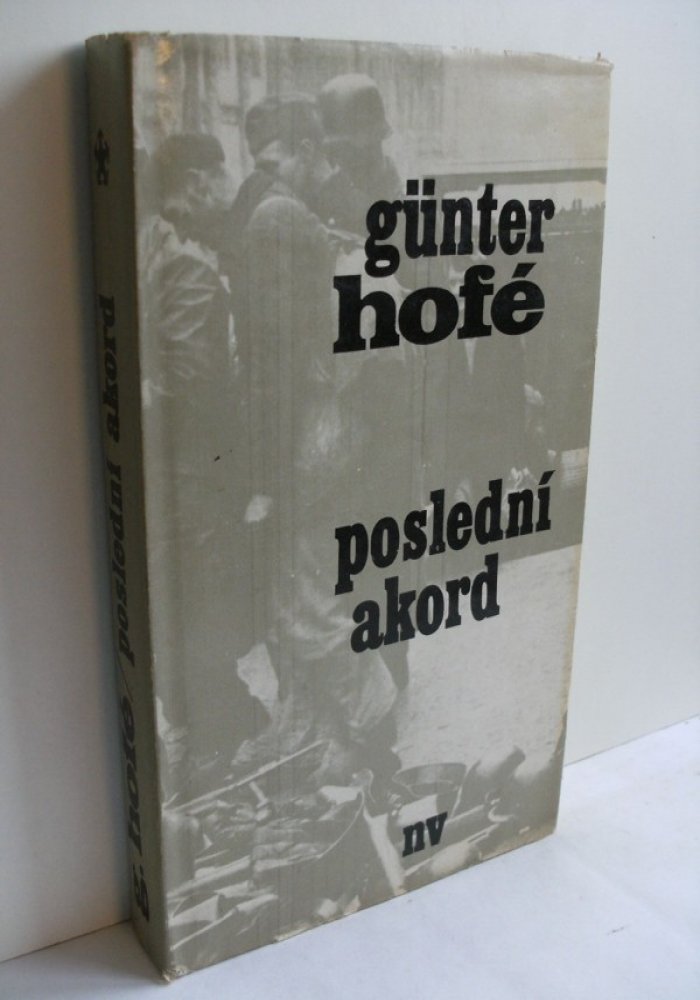 günter
hofé
poslední
akord
nv
g. Hofé / poslední akord